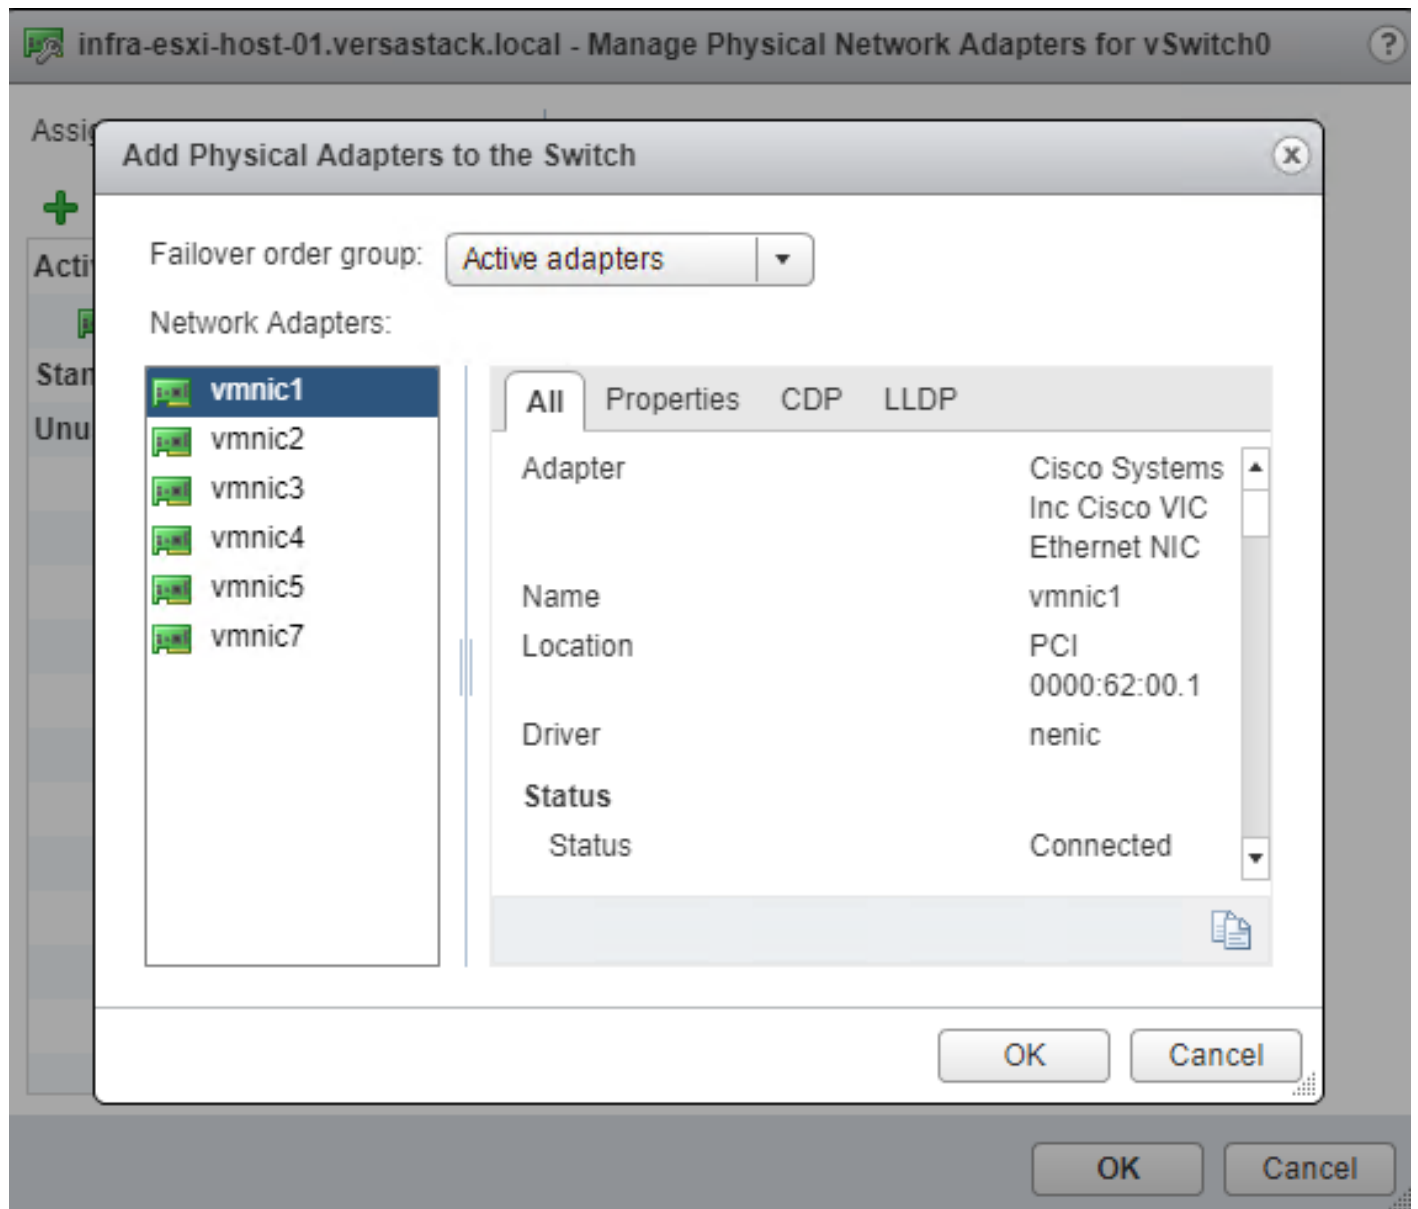 infra-esxi-host-01.versastack.local - Manage Physical Network Adapters for vSwitch0
?
Add Physical Adapters to the Switch
Failover order group:
Active adapters
Network Adapters:
vmnic1
vmnic2
vmnic3
vmnic4
vmnic5
vmnic7
All Properties CDP LLDP
Adapter
Cisco Systems
Inc Cisco VIC
Ethernet NIC
Name vmnic1
Location PCI
0000:62:00.1
Driver nenic
Status
Status Connected
OK Cancel
OK Cancel